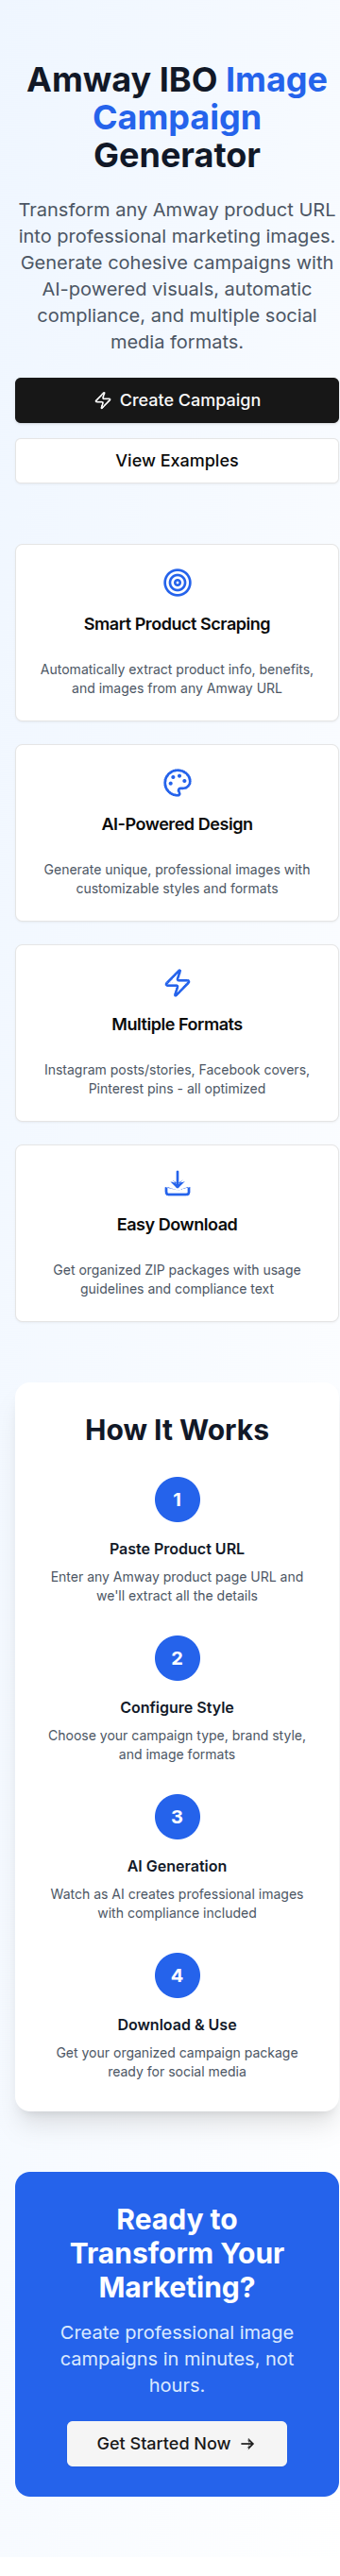 Amway IBO Image
Campaign
Generator
Transform any Amway product URL
into professional marketing images.
Generate cohesive campaigns with
AI-powered visuals, automatic
compliance, and multiple social
media formats.
Create Campaign
View Examples
Smart Product Scraping
Automatically extract product info, benefits,
and images from any Amway URL
AI-Powered Design
Generate unique, professional images with
customizable styles and formats
Multiple Formats
Instagram posts/stories, Facebook covers,
Pinterest pins - all optimized
Easy Download
Get organized ZIP packages with usage
guidelines and compliance text
How It Works
1
Paste Product URL
Enter any Amway product page URL and
we'll extract all the details
2
Configure Style
Choose your campaign type, brand style,
and image formats
3
AI Generation
Watch as AI creates professional images
with compliance included
4
Download & Use
Get your organized campaign package
ready for social media
Ready to
Transform Your
Marketing?
Create professional image
campaigns in minutes, not
hours.
Get Started Now